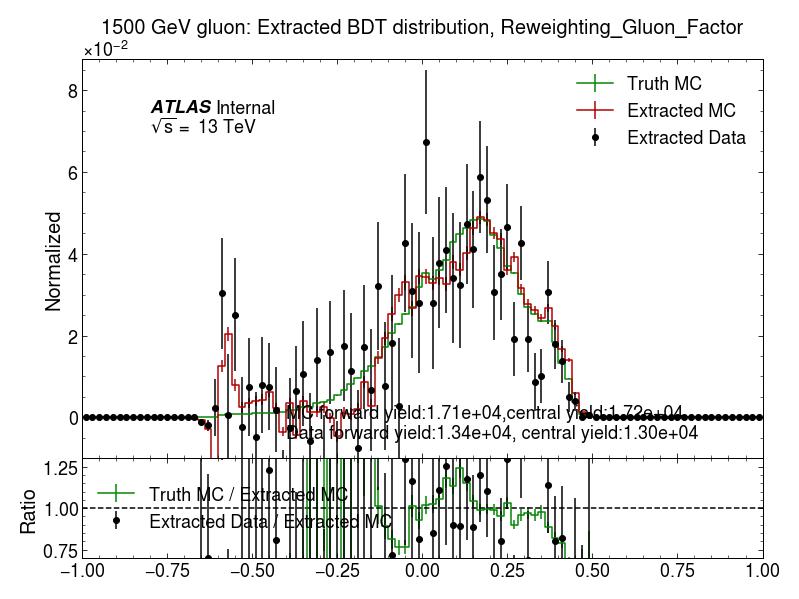 1500 GeV gluon: Extracted BDT distribution, Reweighting_Gluon_Factor
×10⁻²
ATLAS Internal
√s = 13 TeV
Truth MC
Extracted MC
Extracted Data
Normalized
8
6
4
2
0
MC forward yield:1.71e+04,central yield:1.72e+04
Data forward yield:1.34e+04, central yield:1.30e+04
Ratio
1.25
1.00
0.75
Truth MC / Extracted MC
Extracted Data / Extracted MC
−1.00 −0.75 −0.50 −0.25 0.00 0.25 0.50 0.75 1.00